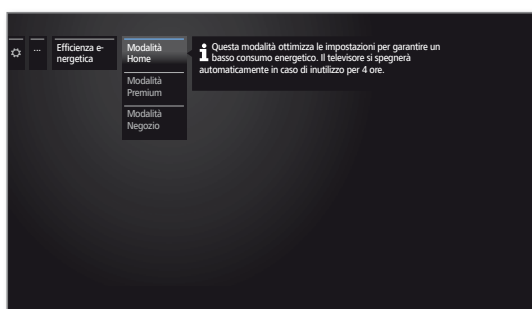 ...
Efficienza e-
nergetica
Modalità
Home
Modalità
Premium
Modalità
Negozio
Questa modalità ottimizza le impostazioni per garantire un
basso consumo energetico. Il televisore si spegnerà
automaticamente in caso di inutilizzo per 4 ore.